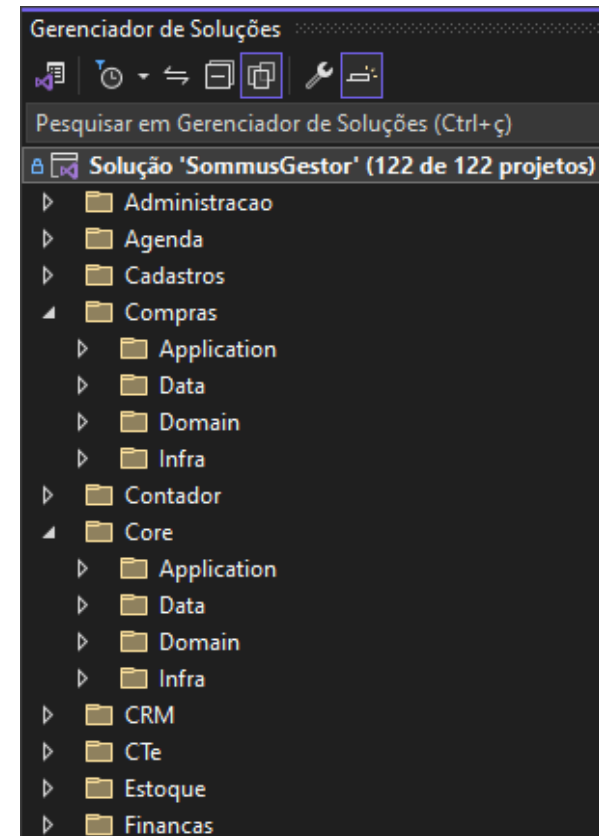 Gerenciador de Soluções
Pesquisar em Gerenciador de Soluções (Ctrl+ç)
Solução 'SommusGestor' (122 de 122 projetos)
Administracao
Agenda
Cadastros
Compras
Application
Data
Domain
Infra
Contador
Core
Application
Data
Domain
Infra
CRM
CTe
Estoque
Financas